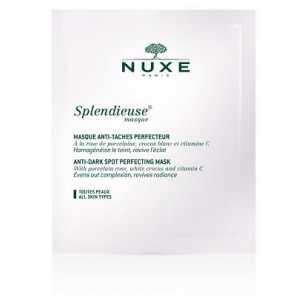 NUXE
PARIS
Splendieuse®
masque
MASQUE ANTI-TACHES PERFECTEUR
A la rose de porcelaine, crocus blanc et vitamine C
Homogénéise le teint, ravive l'éclat
ANTI-DARK SPOT PERFECTING MASK
With porcelain rose, white crocus and vitamin C
Evens out complexion, revives radiance
TOUTES PEAUX
ALL SKIN TYPES